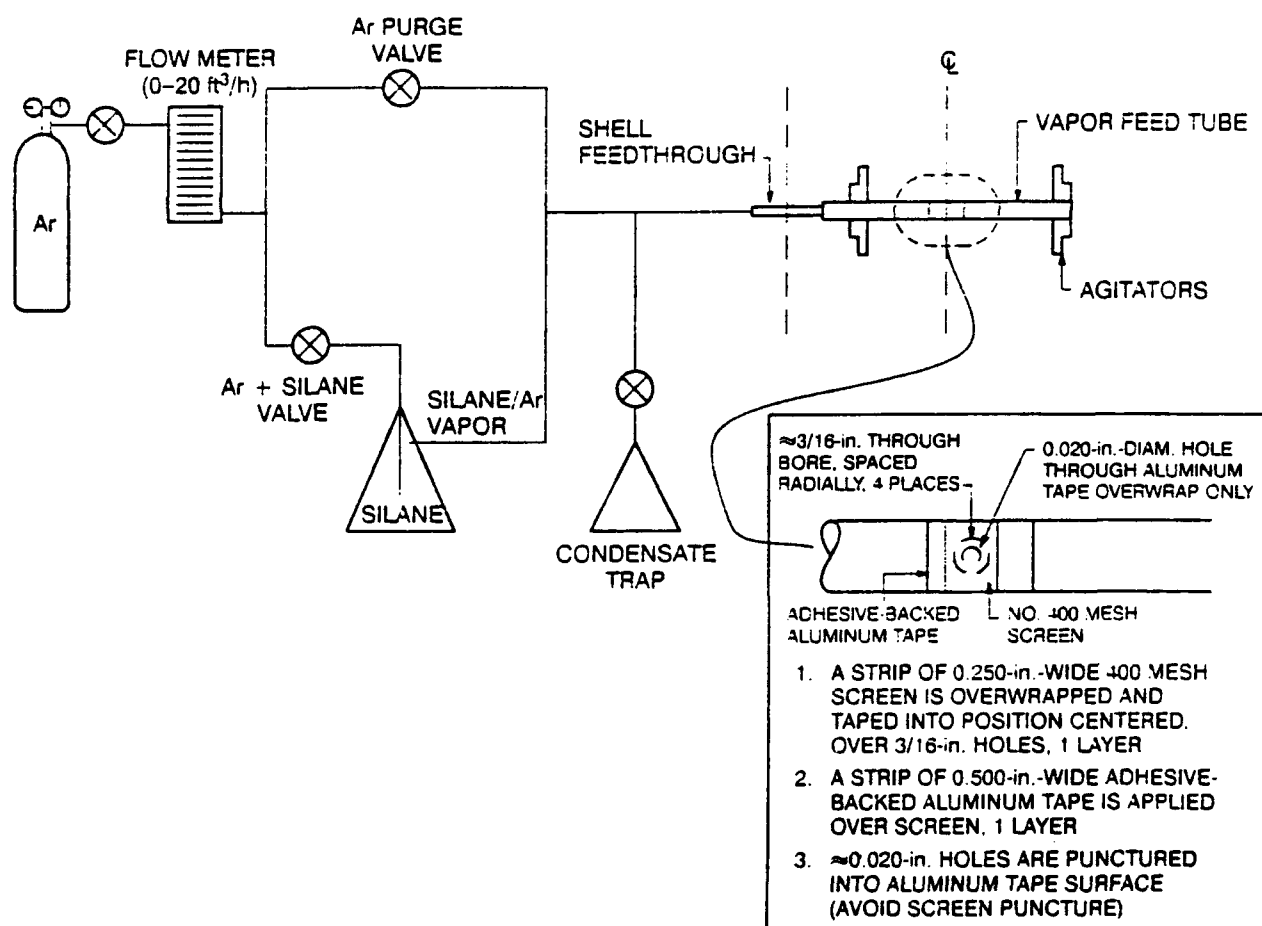 Ar PURGE
VALVE
FLOW METER
(0–20 ft³/h)
℄
SHELL
FEEDTHROUGH
VAPOR FEED TUBE
Ar
AGITATORS
Ar + SILANE
VALVE
SILANE/Ar
VAPOR
SILANE
CONDENSATE
TRAP
≈3/16-in. THROUGH
BORE, SPACED
RADIALLY, 4 PLACES
0.020-in.-DIAM. HOLE
THROUGH ALUMINUM
TAPE OVERWRAP ONLY
ADHESIVE-BACKED
ALUMINUM TAPE
NO. 400 MESH
SCREEN
1. A STRIP OF 0.250-in.-WIDE 400 MESH
SCREEN IS OVERWRAPPED AND
TAPED INTO POSITION CENTERED.
OVER 3/16-in. HOLES, 1 LAYER
2. A STRIP OF 0.500-in.-WIDE ADHESIVE-
BACKED ALUMINUM TAPE IS APPLIED
OVER SCREEN, 1 LAYER
3. ≈0.020-in. HOLES ARE PUNCTURED
INTO ALUMINUM TAPE SURFACE
(AVOID SCREEN PUNCTURE)